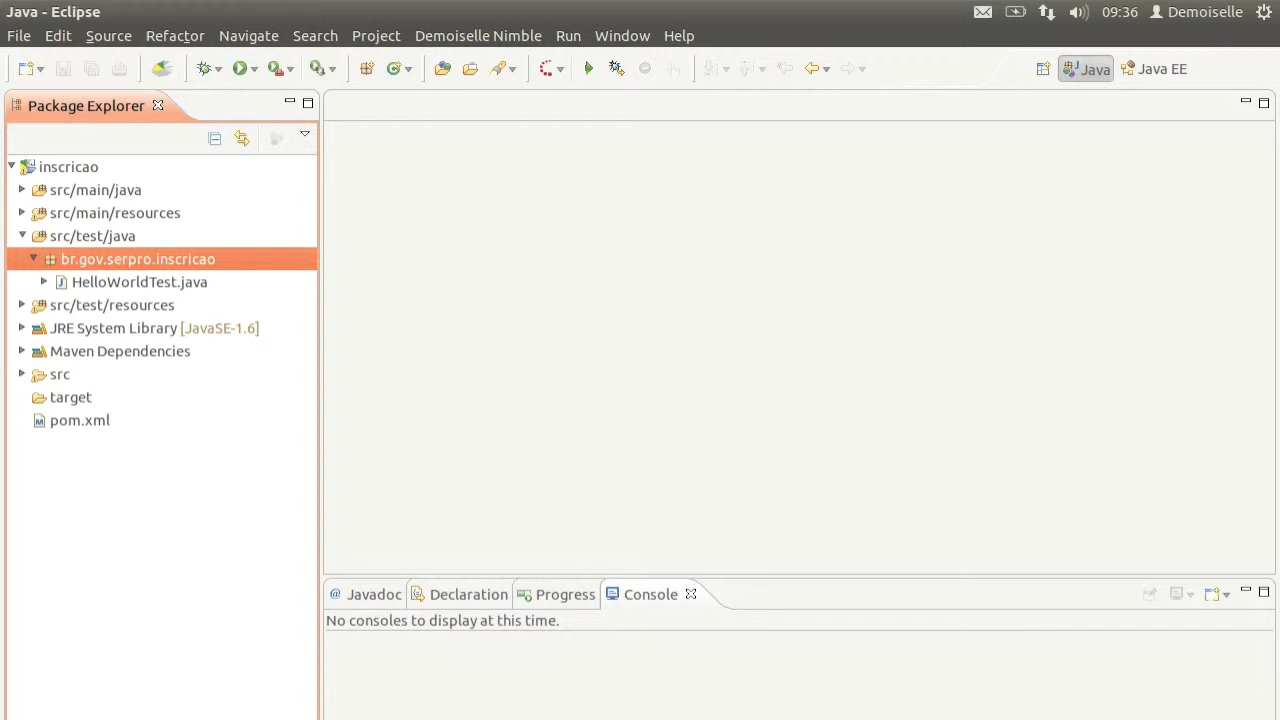 Java - Eclipse
09:36 Demoiselle
File Edit Source Refactor Navigate Search Project Demoiselle Nimble Run Window Help
Java Java EE
Package Explorer
inscricao
src/main/java
src/main/resources
src/test/java
br.gov.serpro.inscricao
HelloWorldTest.java
src/test/resources
JRE System Library [JavaSE-1.6]
Maven Dependencies
src
target
pom.xml
@ Javadoc Declaration Progress Console
No consoles to display at this time.